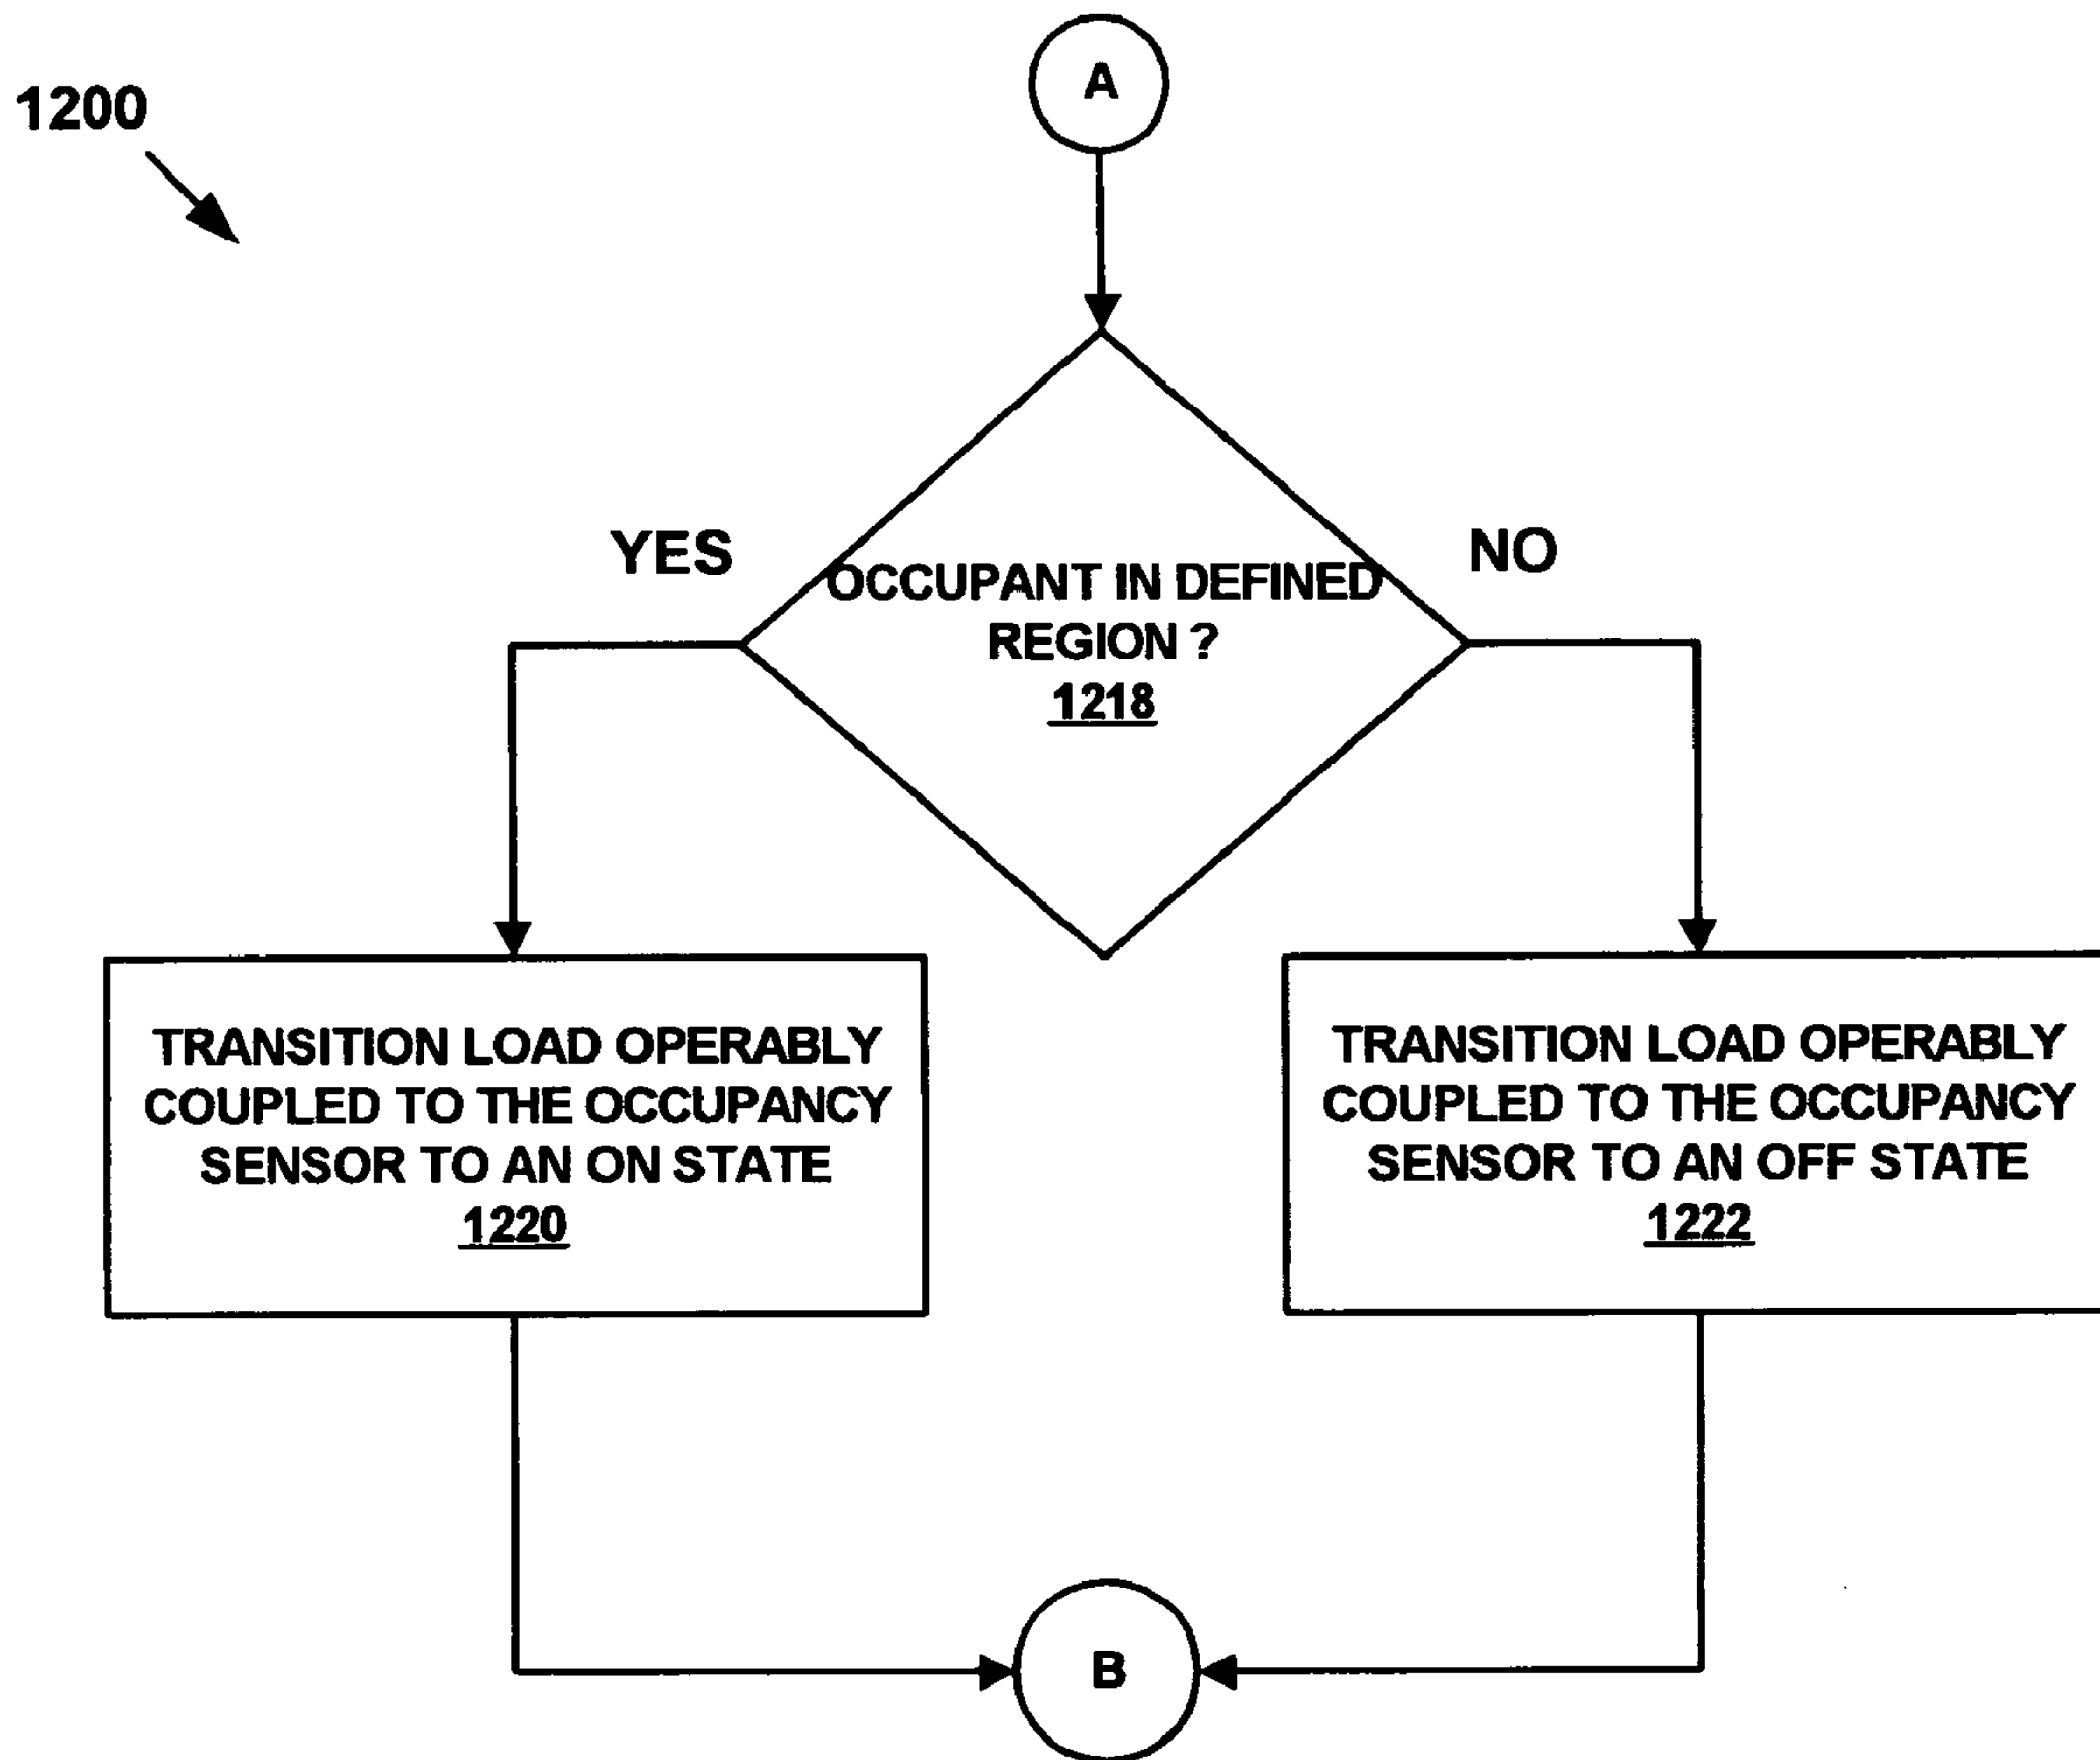 1200
A
YES
NO
OCCUPANT IN DEFINED
REGION ?
1218
TRANSITION LOAD OPERABLY
COUPLED TO THE OCCUPANCY
SENSOR TO AN ON STATE
1220
TRANSITION LOAD OPERABLY
COUPLED TO THE OCCUPANCY
SENSOR TO AN OFF STATE
1222
B